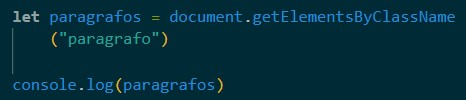 let paragrafos = document.getElementsByClassName
("paragrafo")
console.log(paragrafos)